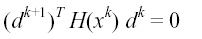 (d^{k+1})^T H(x^k) d^k = 0